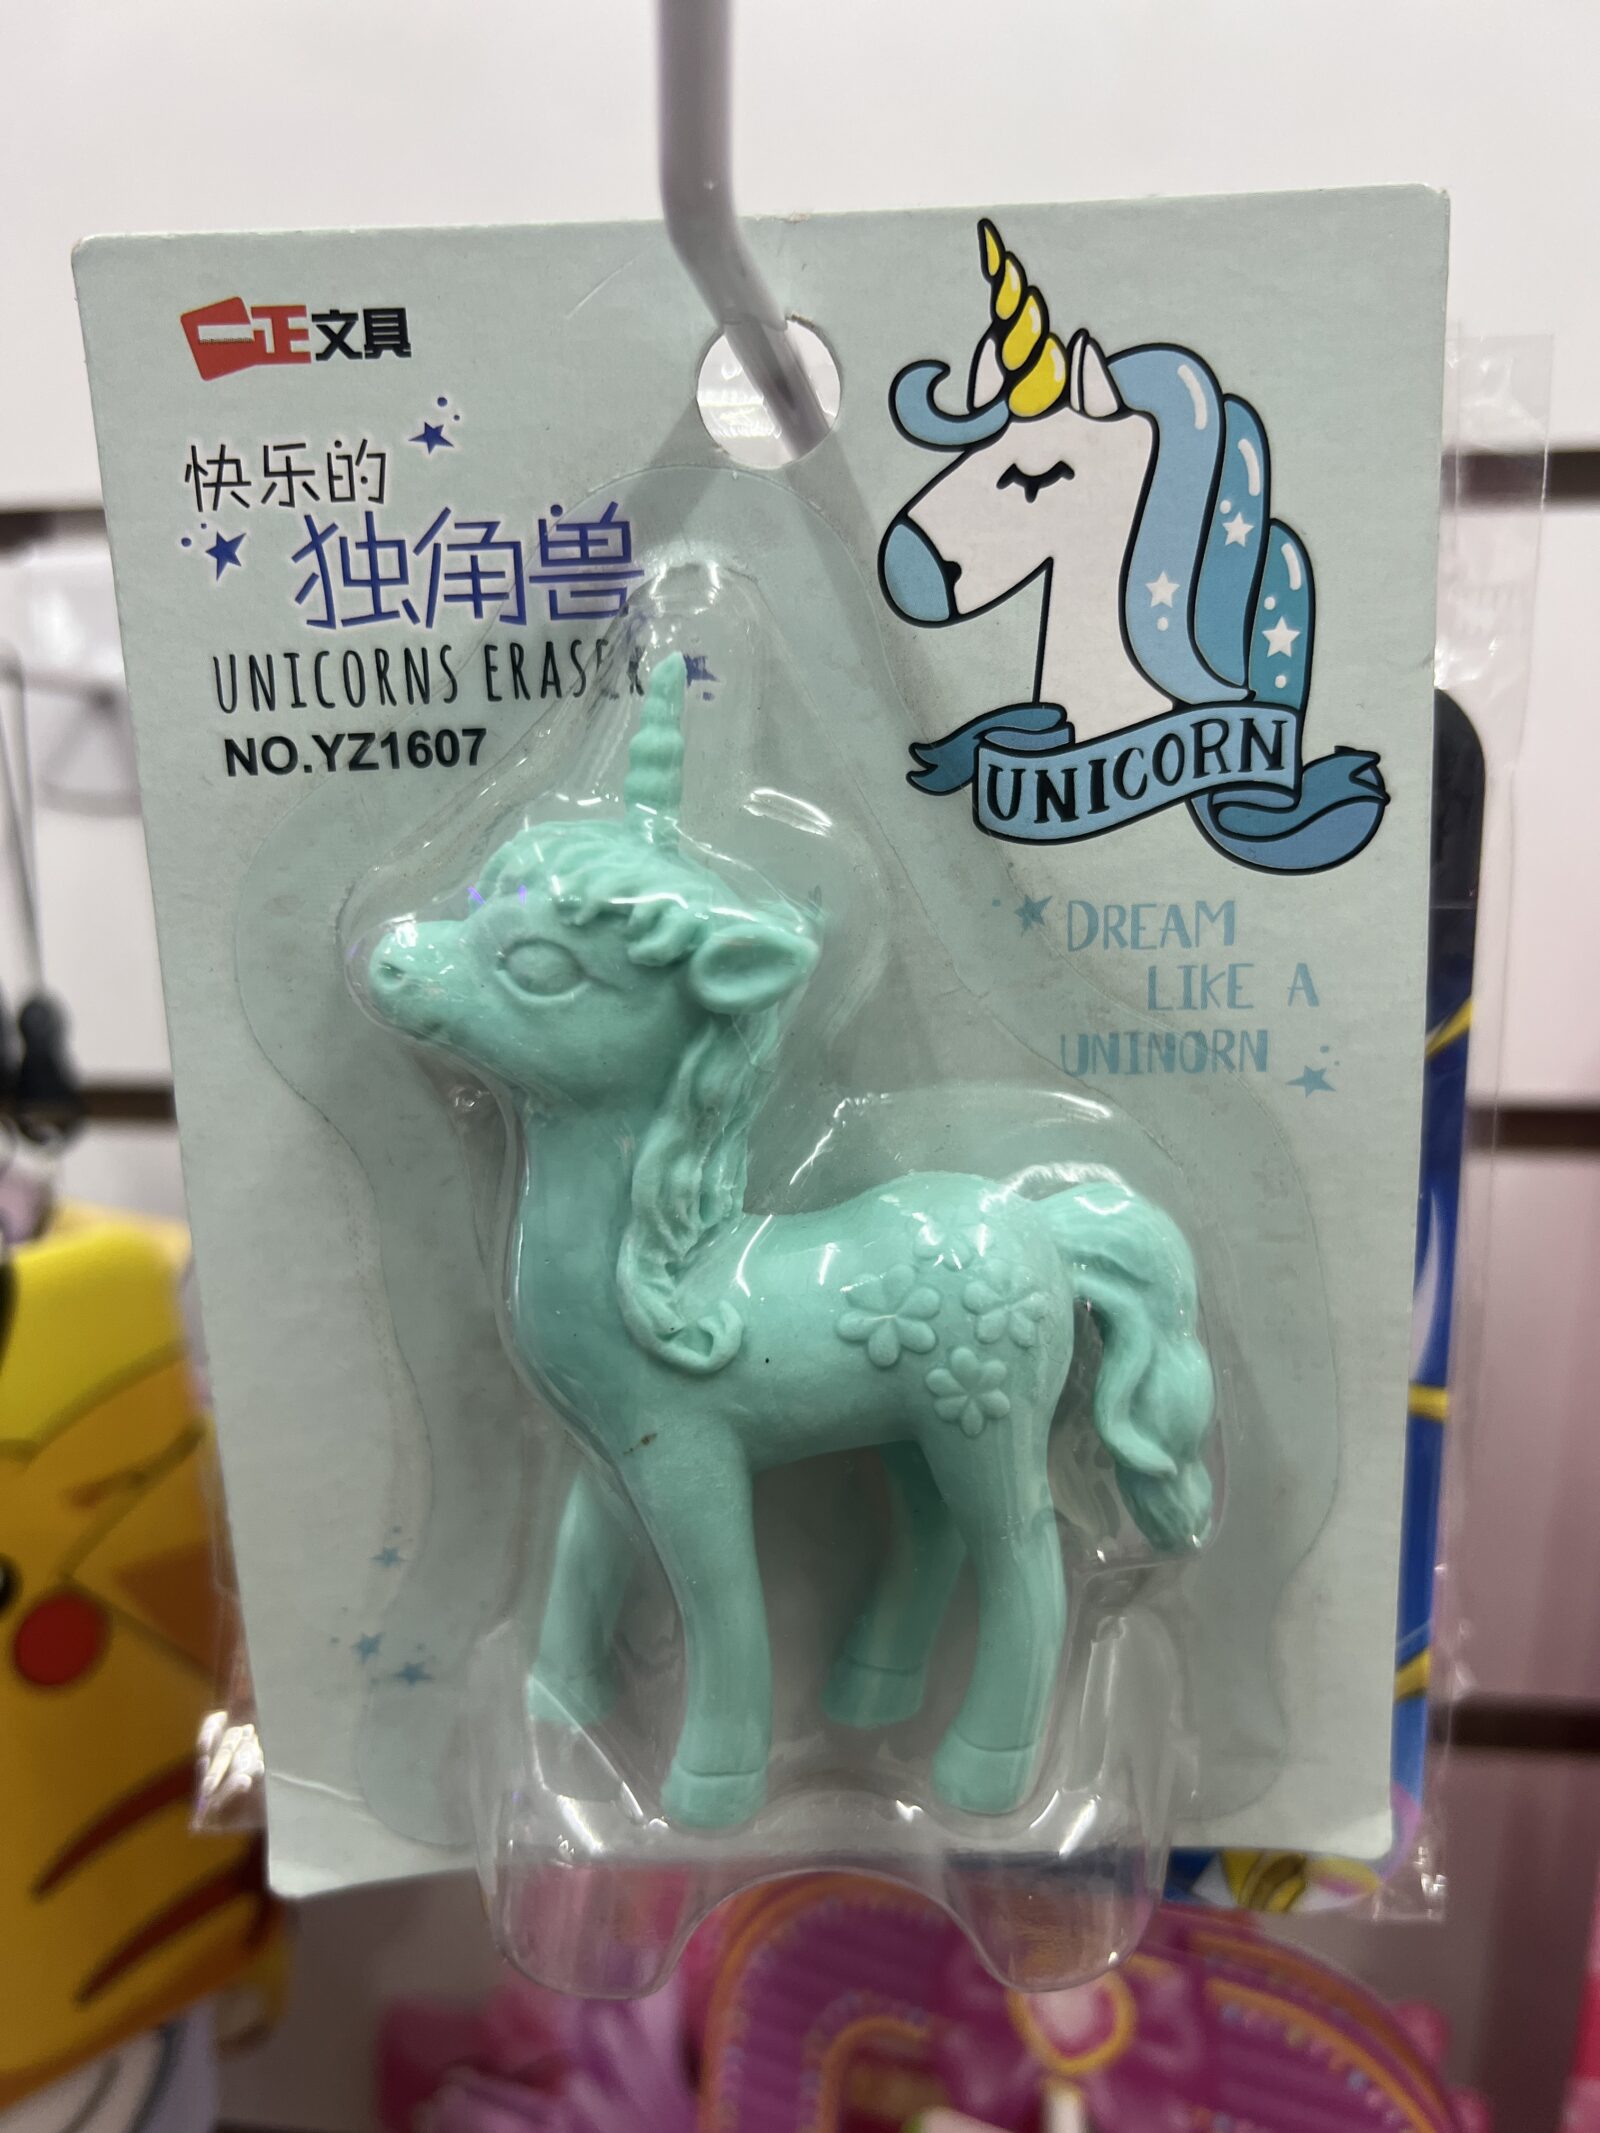 一正文具
快乐的
独角兽
UNICORNS ERASER
NO.YZ1607
UNICORN
DREAM
LIKE A
UNINORN